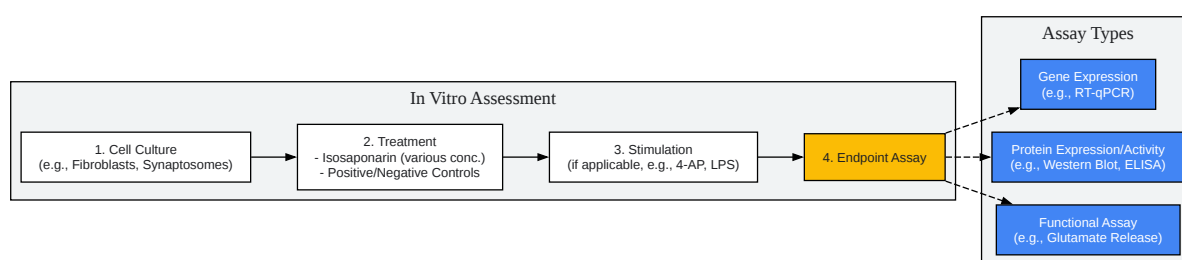 Assay Types
Gene Expression
(e.g., RT-qPCR)
In Vitro Assessment
1. Cell Culture
(e.g., Fibroblasts, Synaptosomes)
2. Treatment
- Isosaponarin (various conc.)
- Positive/Negative Controls
3. Stimulation
(if applicable, e.g., 4-AP, LPS)
4. Endpoint Assay
Protein Expression/Activity
(e.g., Western Blot, ELISA)
Functional Assay
(e.g., Glutamate Release)